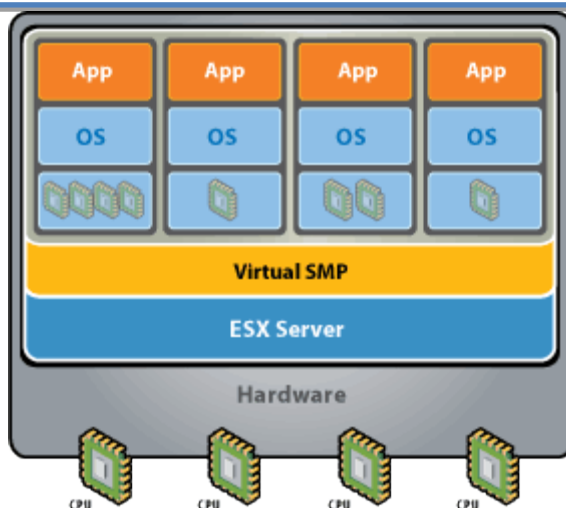 App App App App
OS OS OS OS
Virtual SMP
ESX Server
Hardware
CPU CPU CPU CPU